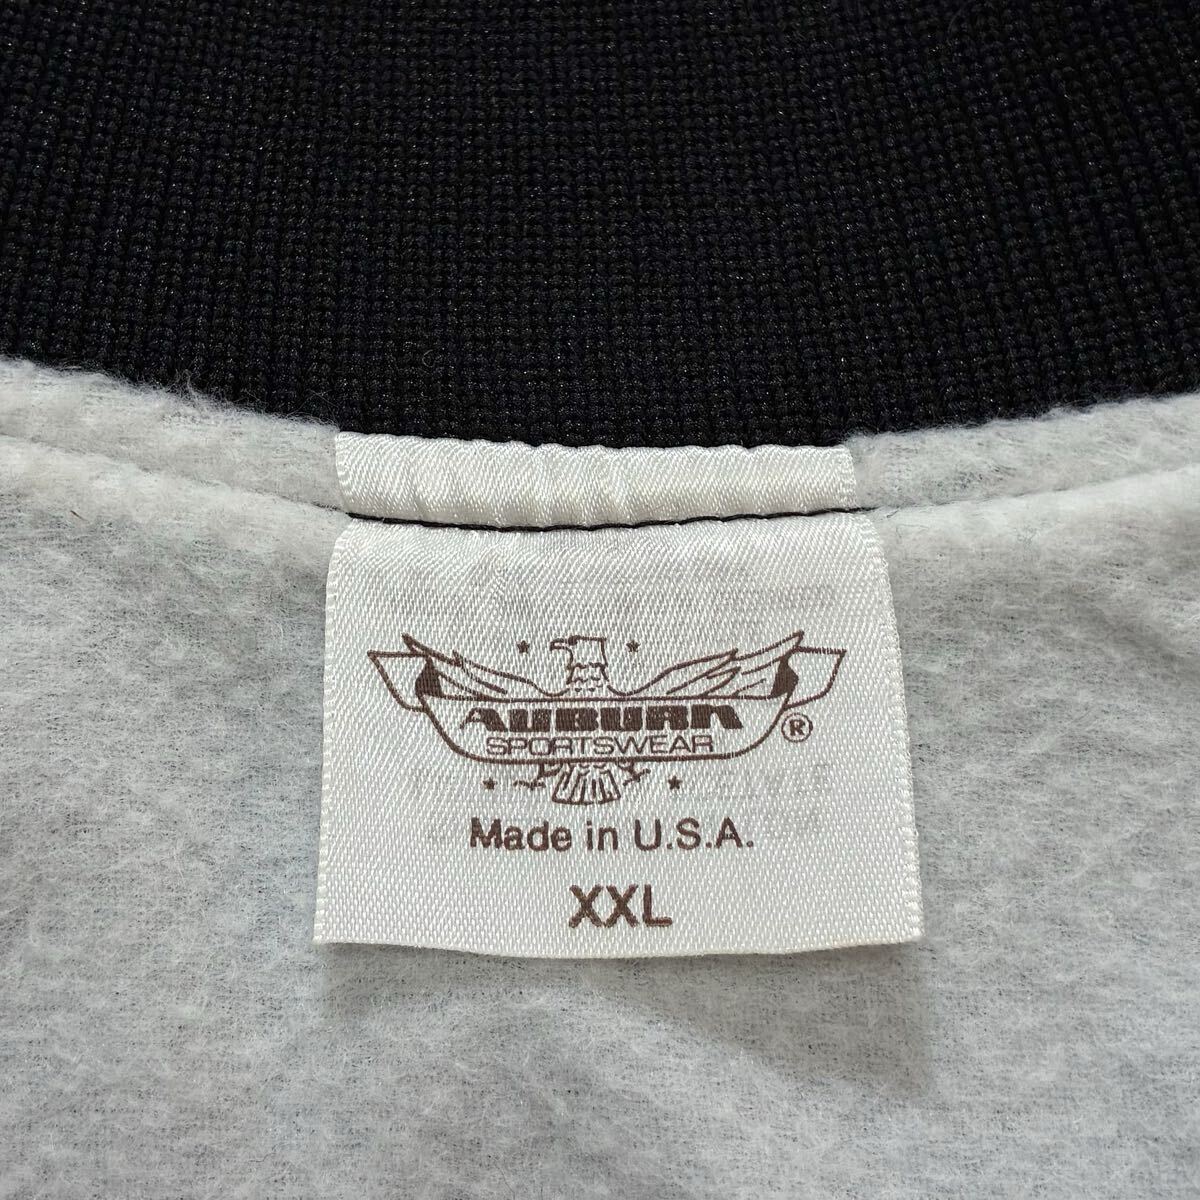 AUBURN
SPORTSWEAR ®
Made in U.S.A.
XXL